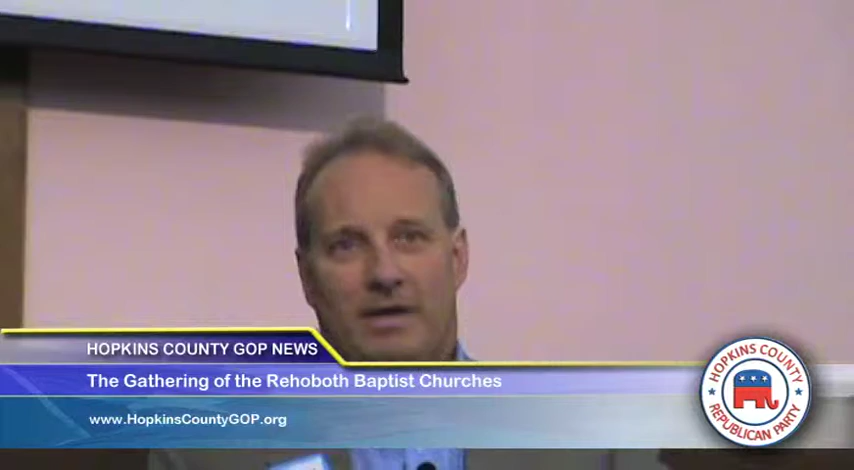 HOPKINS COUNTY GOP NEWS
The Gathering of the Rehoboth Baptist Churches
www.HopkinsCountyGOP.org
HOPKINS COUNTY
REPUBLICAN PARTY